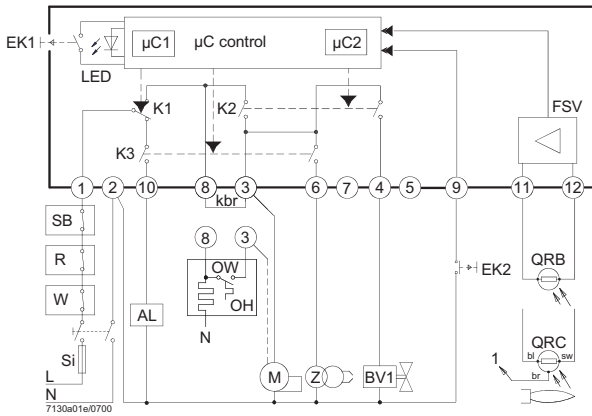 EK1
LED
µC1
µC control
µC2
K1
K2
FSV
K3
1
2
10
8
3
6
7
4
5
9
11
12
kbr
SB
R
W
8
3
OW
OH
N
AL
EK2
QRB
QRC
bl
sw
br
1
M
Z
BV1
Si
L
N
7130a01e/0700